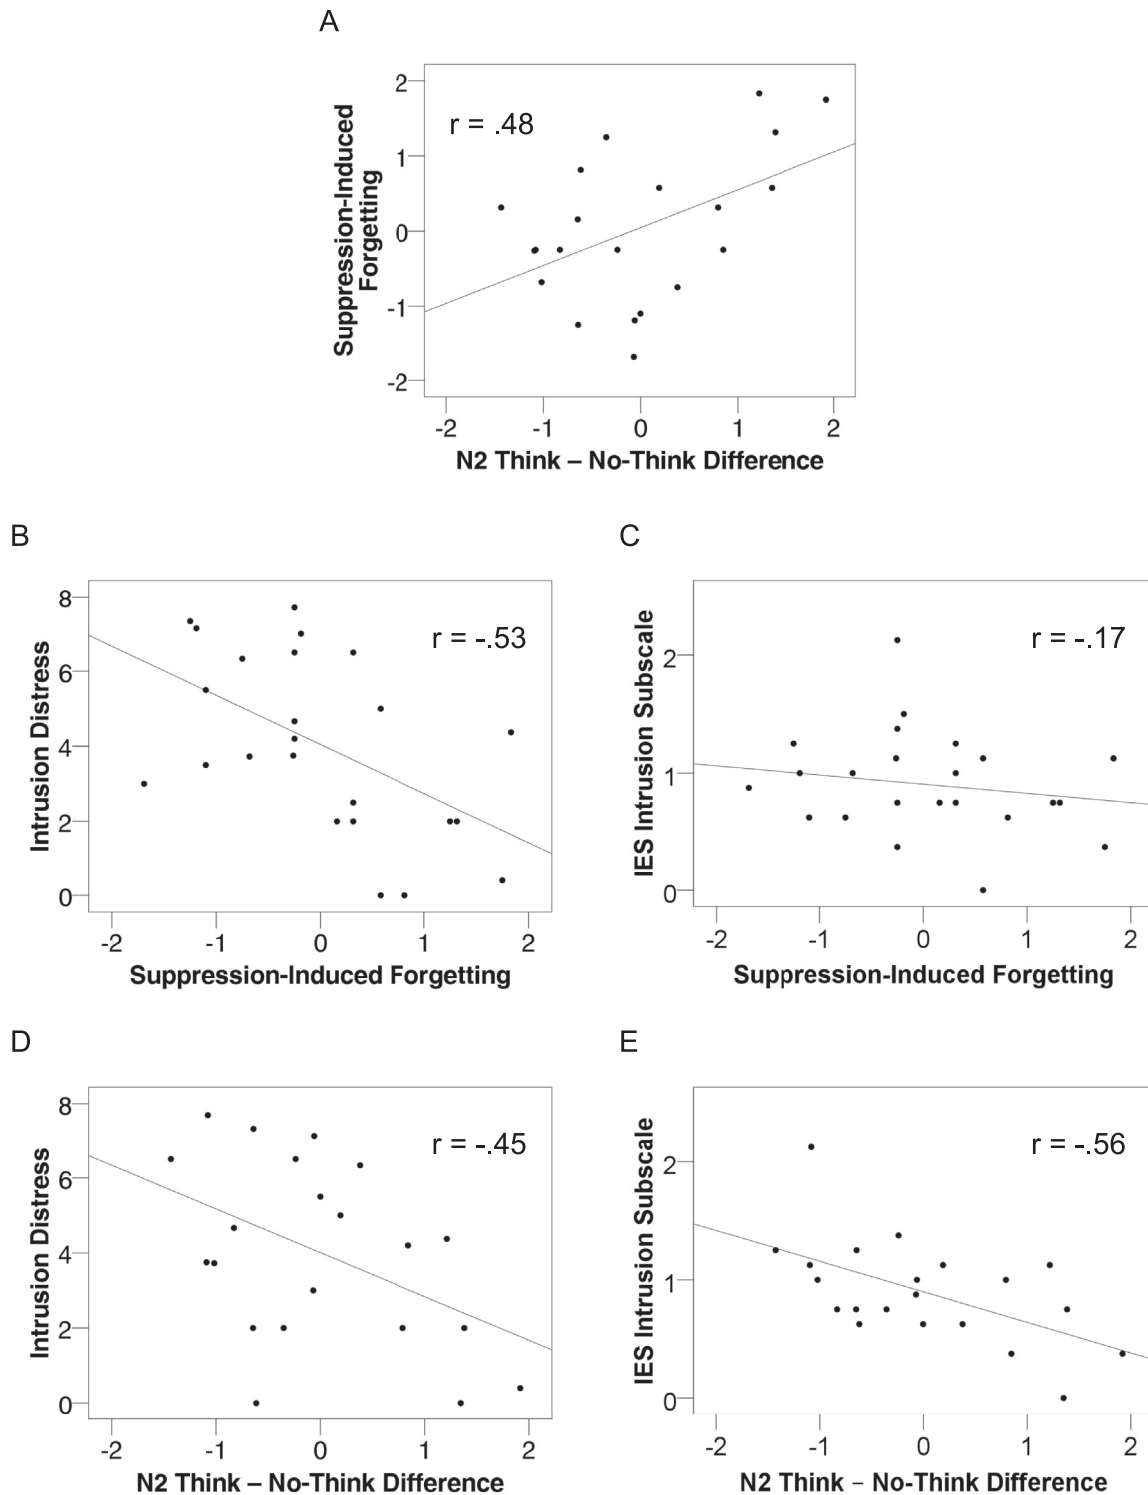 A
r = .48
Suppression-Induced
Forgetting
2
1
0
-1
-2
-2 -1 0 1 2
N2 Think – No-Think Difference
B
r = -.53
Intrusion Distress
8
6
4
2
0
-2 -1 0 1 2
Suppression-Induced Forgetting
C
r = -.17
IES Intrusion Subscale
2
1
0
-2 -1 0 1 2
Suppression-Induced Forgetting
D
r = -.45
Intrusion Distress
8
6
4
2
0
-2 -1 0 1 2
N2 Think – No-Think Difference
E
r = -.56
IES Intrusion Subscale
2
1
0
-2 -1 0 1 2
N2 Think – No-Think Difference